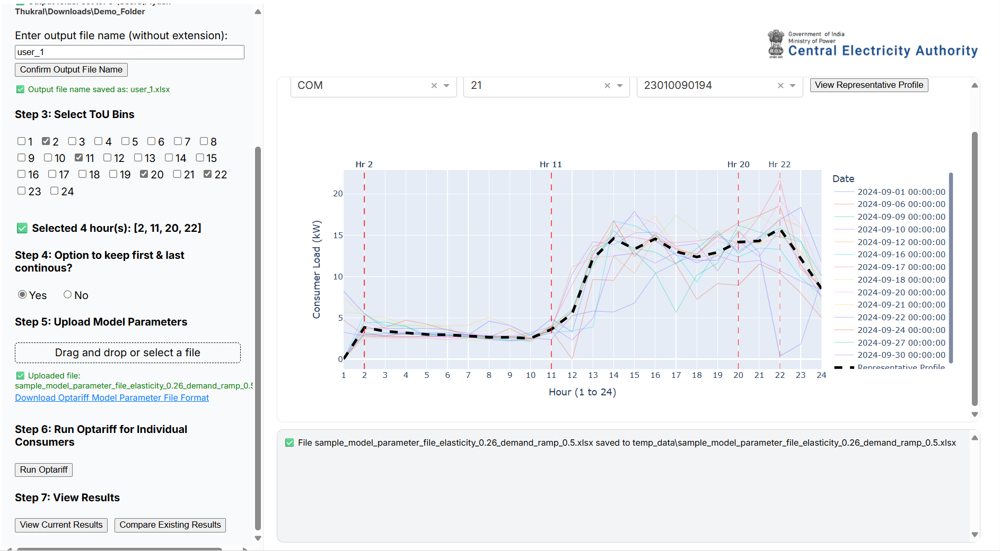 Thukral\Downloads\Demo_Folder
Enter output file name (without extension):
user_1
Confirm Output File Name
Output file name saved as: user_1.xlsx
Step 3: Select ToU Bins
1 2 3 4 5 6 7 8
9 10 11 12 13 14 15
16 17 18 19 20 21 22
23 24
Selected 4 hour(s): [2, 11, 20, 22]
Step 4: Option to keep first & last
continous?
Yes No
Step 5: Upload Model Parameters
Drag and drop or select a file
Uploaded file:
sample_model_parameter_file_elasticity_0.26_demand_ramp_0.5
Download Optariff Model Parameter File Format
Step 6: Run Optariff for Individual
Consumers
Run Optariff
Step 7: View Results
View Current Results Compare Existing Results
Government of India
Ministry of Power
Central Electricity Authority
सत्यमेव जयते
COM 21 23010090194 View Representative Profile
Hr 2 Hr 11 Hr 20 Hr 22
20
15
10
5
0
Consumer Load (kW)
1 2 3 4 5 6 7 8 9 10 11 12 13 14 15 16 17 18 19 20 21 22 23 24
Hour (1 to 24)
Date
2024-09-01 00:00:00
2024-09-06 00:00:00
2024-09-09 00:00:00
2024-09-10 00:00:00
2024-09-12 00:00:00
2024-09-16 00:00:00
2024-09-17 00:00:00
2024-09-18 00:00:00
2024-09-20 00:00:00
2024-09-21 00:00:00
2024-09-22 00:00:00
2024-09-24 00:00:00
2024-09-27 00:00:00
2024-09-30 00:00:00
Representative Profile
File sample_model_parameter_file_elasticity_0.26_demand_ramp_0.5.xlsx saved to temp_data\sample_model_parameter_file_elasticity_0.26_demand_ramp_0.5.xlsx